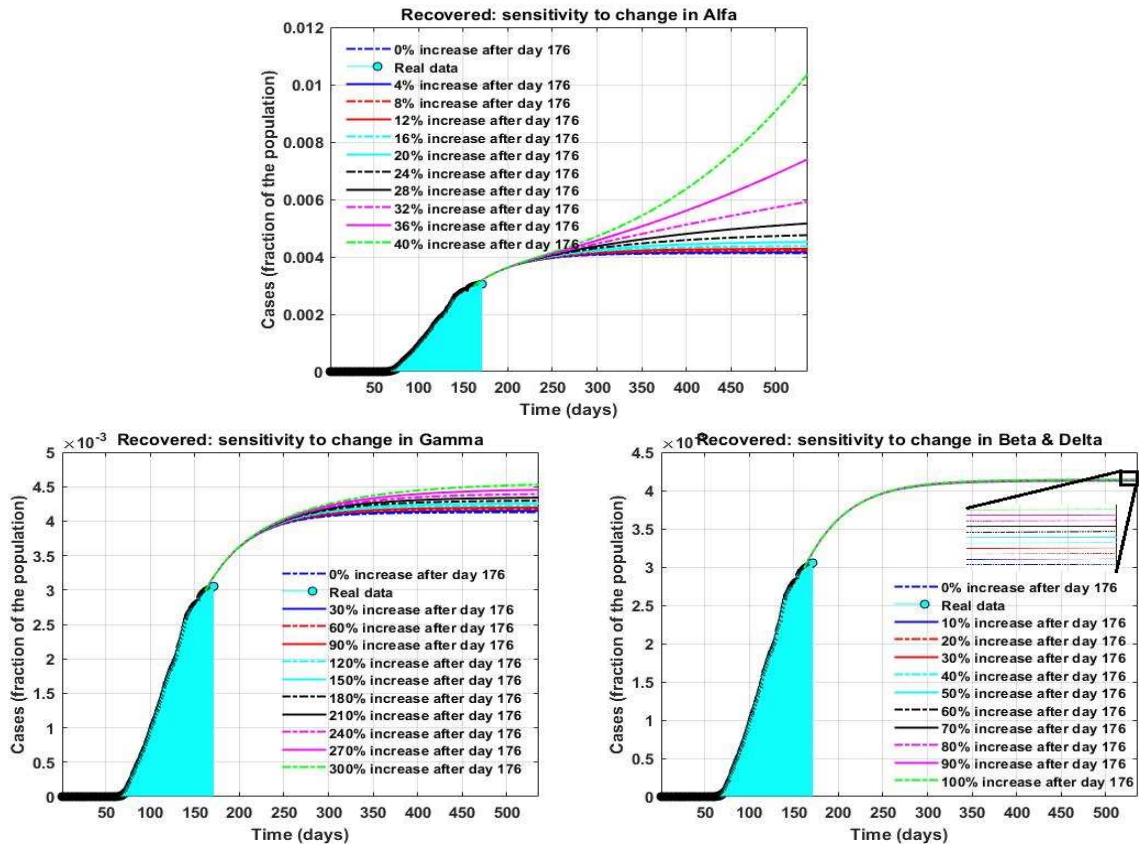 Recovered: sensitivity to change in Alfa
0.012
0.01
0.008
0.006
0.004
0.002
0
Cases (fraction of the population)
0% increase after day 176
Real data
4% increase after day 176
8% increase after day 176
12% increase after day 176
16% increase after day 176
20% increase after day 176
24% increase after day 176
28% increase after day 176
32% increase after day 176
36% increase after day 176
40% increase after day 176
50 100 150 200 250 300 350 400 450 500
Time (days)
×10-3 Recovered: sensitivity to change in Gamma
5
4.5
4
3.5
3
2.5
2
1.5
1
0.5
0
Cases (fraction of the population)
0% increase after day 176
Real data
30% increase after day 176
60% increase after day 176
90% increase after day 176
120% increase after day 176
150% increase after day 176
180% increase after day 176
210% increase after day 176
240% increase after day 176
270% increase after day 176
300% increase after day 176
50 100 150 200 250 300 350 400 450 500
Time (days)
×10 Recovered: sensitivity to change in Beta & Delta
4.5
4
3.5
3
2.5
2
1.5
1
0.5
0
Cases (fraction of the population)
0% increase after day 176
Real data
10% increase after day 176
20% increase after day 176
30% increase after day 176
40% increase after day 176
50% increase after day 176
60% increase after day 176
70% increase after day 176
80% increase after day 176
90% increase after day 176
100% increase after day 176
50 100 150 200 250 300 350 400 450 500
Time (days)